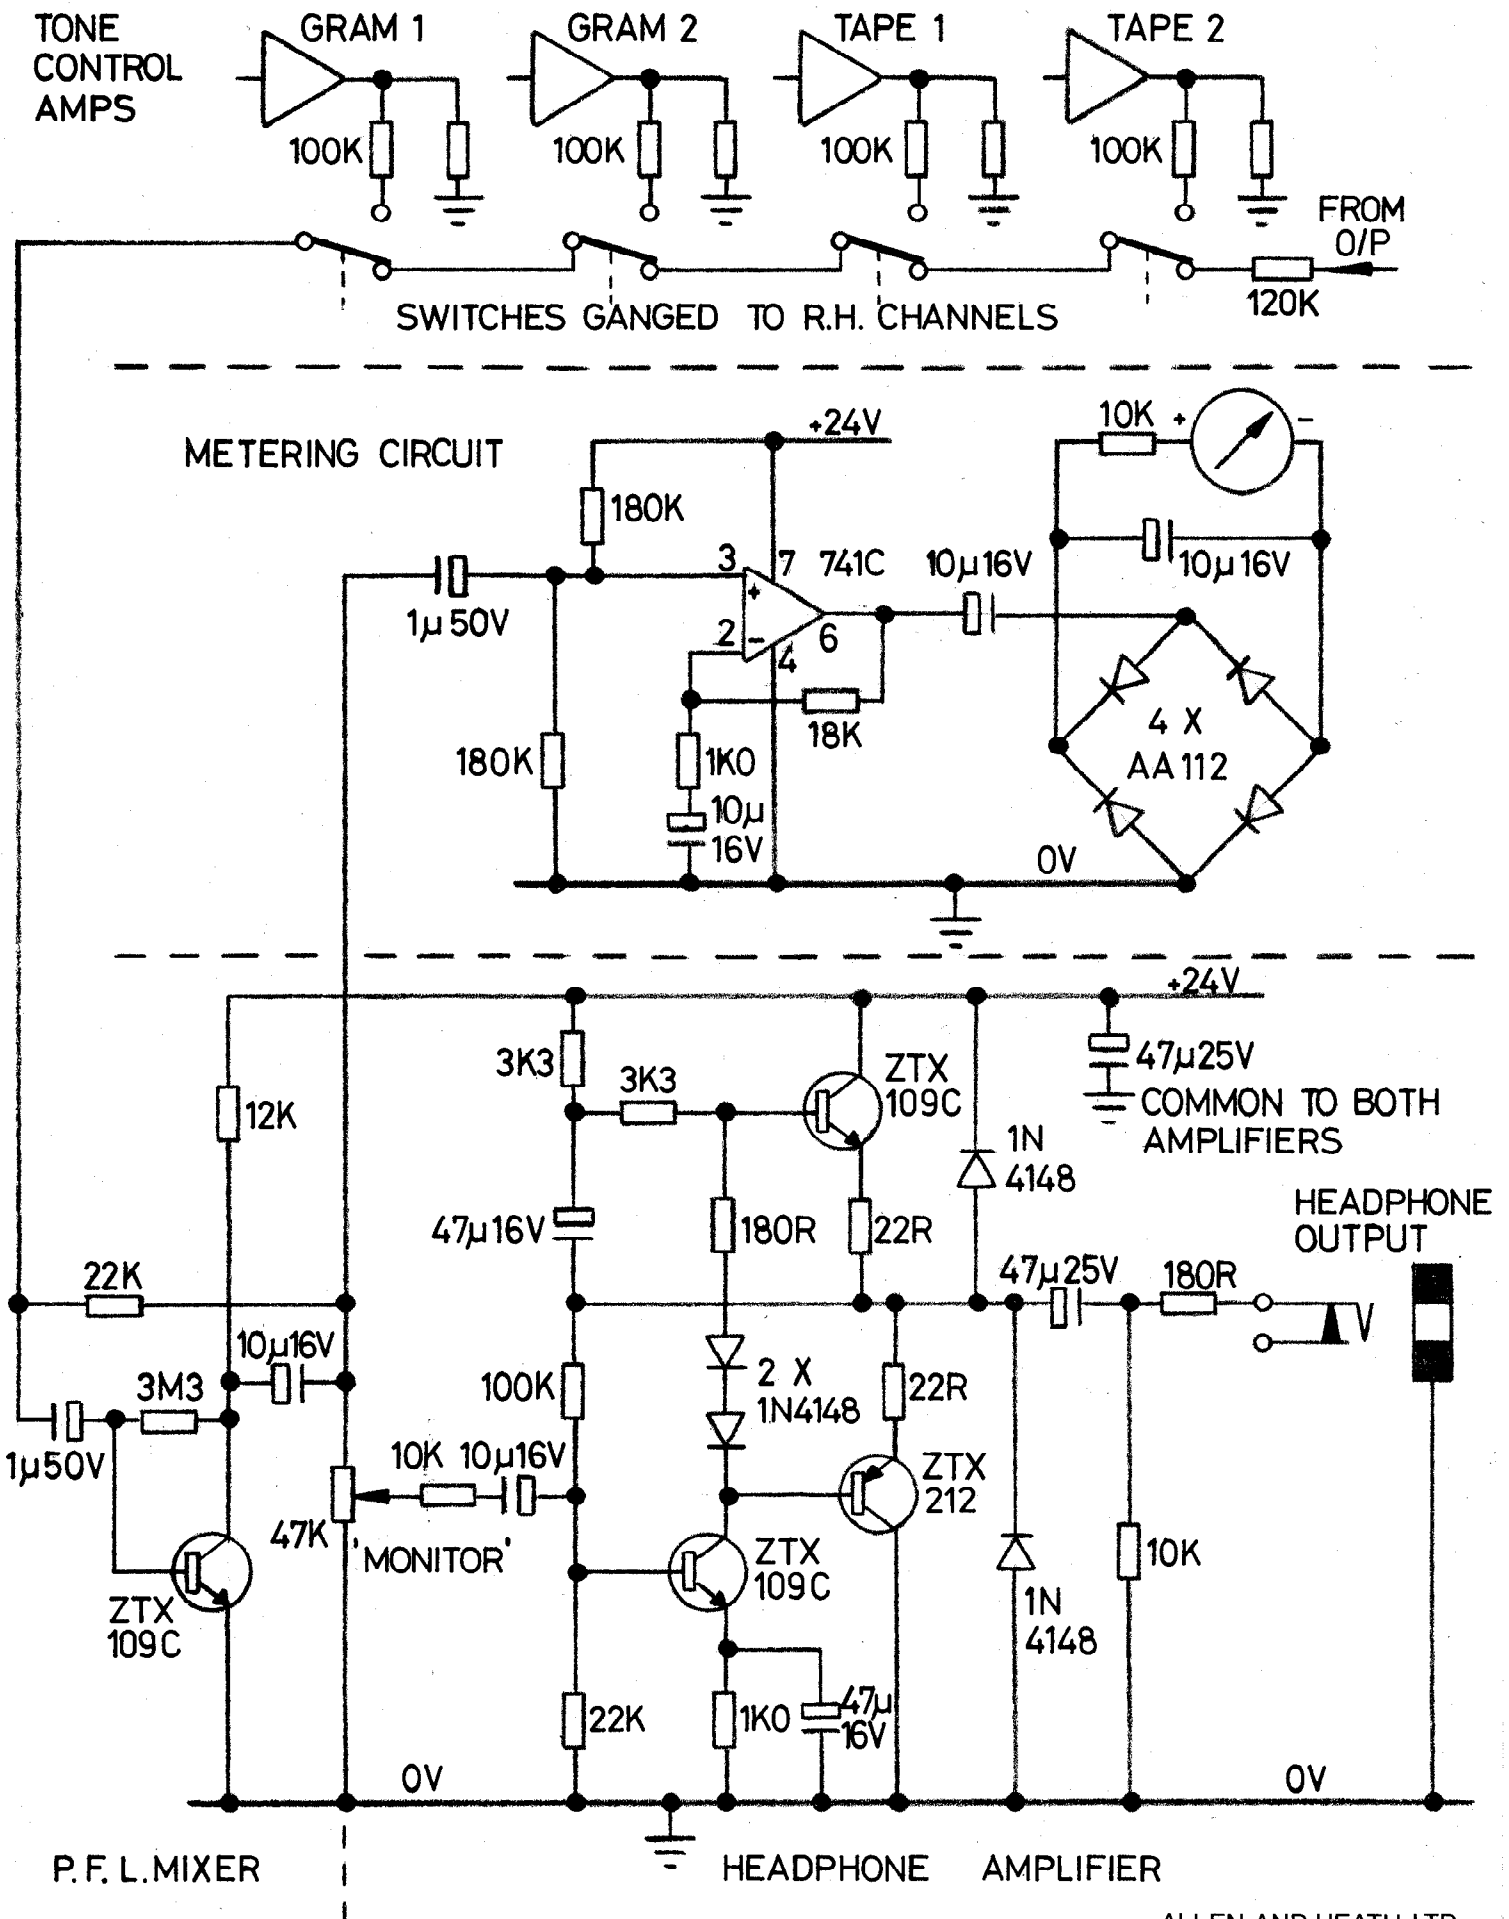 TONE
CONTROL
AMPS
GRAM 1
GRAM 2
TAPE 1
TAPE 2
100K
100K
100K
100K
FROM
O/P
120K
SWITCHES GANGED TO R.H. CHANNELS
METERING CIRCUIT
+24V
10K
+
-
180K
3
7
741C
10µ16V
10µ16V
1µ50V
+
2
-
4
6
18K
4 X
AA112
180K
1K0
10µ
16V
0V
+24V
3K3
3K3
ZTX
109C
47µ25V
COMMON TO BOTH
AMPLIFIERS
12K
1N
4148
HEADPHONE
OUTPUT
47µ16V
180R
22R
22K
47µ25V
180R
10µ16V
3M3
100K
2 X
1N4148
22R
1µ50V
10K
10µ16V
ZTX
212
47K
'MONITOR'
ZTX
109C
10K
ZTX
109C
1N
4148
22K
1K0
47µ
16V
0V
0V
P.F.L.MIXER
HEADPHONE AMPLIFIER
ALLEN AND HEATH LTD